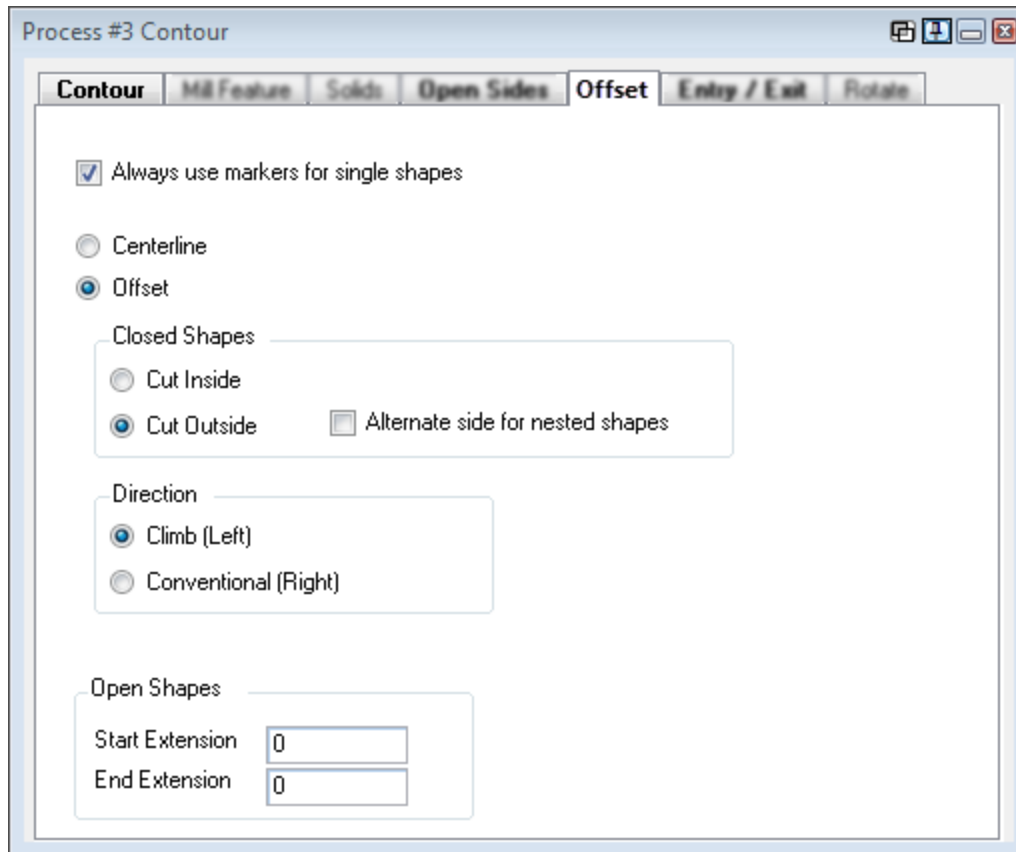 Process #3 Contour
Contour Mill Feature Solids Open Sides Offset Entry / Exit Rotate
Always use markers for single shapes
Centerline
Offset
Closed Shapes
Cut Inside
Cut Outside Alternate side for nested shapes
Direction
Climb (Left)
Conventional (Right)
Open Shapes
Start Extension 0
End Extension 0